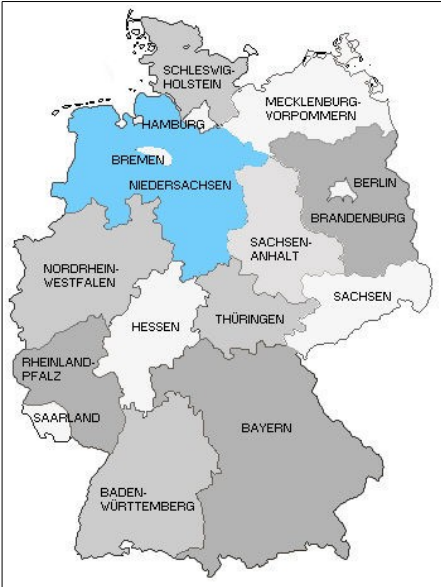 SCHLESWIG-
HOLSTEIN
MECKLENBURG-
VORPOMMERN
HAMBURG
BREMEN
NIEDERSACHSEN
BERLIN
BRANDENBURG
SACHSEN-
ANHALT
NORDRHEIN-
WESTFALEN
SACHSEN
HESSEN
THÜRINGEN
RHEINLAND-
PFALZ
SAARLAND
BAYERN
BADEN-
WÜRTTEMBERG